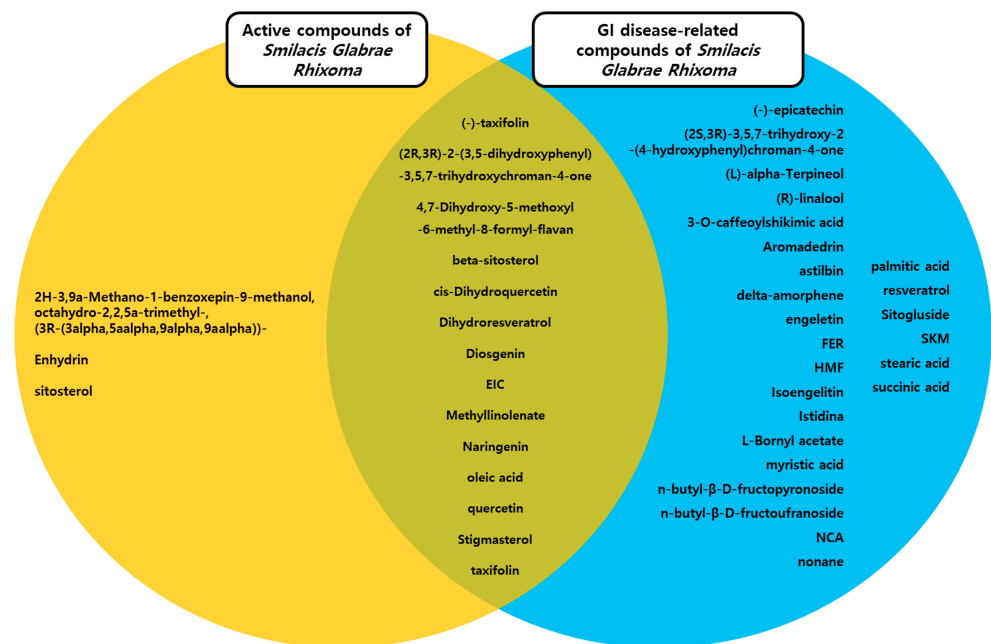 Active compounds of
Smilacis Glabrae
Rhixoma
GI disease-related
compounds of Smilacis
Glabrae Rhixoma
2H-3,9a-Methano-1-benzoxepin-9-methanol,
octahydro-2,2,5a-trimethyl-,
(3R-(3alpha,5aalpha,9alpha,9aalpha))-
Enhydrin
sitosterol
(-)-taxifolin
(2R,3R)-2-(3,5-dihydroxyphenyl)
-3,5,7-trihydroxychroman-4-one
4,7-Dihydroxy-5-methoxyl
-6-methyl-8-formyl-flavan
beta-sitosterol
cis-Dihydroquercetin
Dihydroresveratrol
Diosgenin
EIC
Methyllinolenate
Naringenin
oleic acid
quercetin
Stigmasterol
taxifolin
(-)-epicatechin
(2S,3R)-3,5,7-trihydroxy-2
-(4-hydroxyphenyl)chroman-4-one
(L)-alpha-Terpineol
(R)-linalool
3-O-caffeoylshikimic acid
Aromadedrin
astilbin
delta-amorphene
engeletin
FER
HMF
Isoengelitin
Istidina
L-Bornyl acetate
myristic acid
n-butyl-β-D-fructopyronoside
n-butyl-β-D-fructoufranoside
NCA
nonane
palmitic acid
resveratrol
Sitogluside
SKM
stearic acid
succinic acid